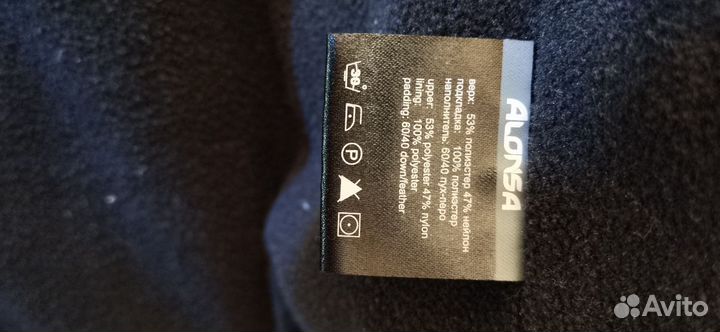 ALONSA
верх: 53% полиэстер 47% нейлон
подкладка: 100% полиэстер
наполнитель: 60/40 пух-перо
upper: 53% polyester 47% nylon
lining: 100% polyester
padding: 60/40 down/feather
30°
P
Avito